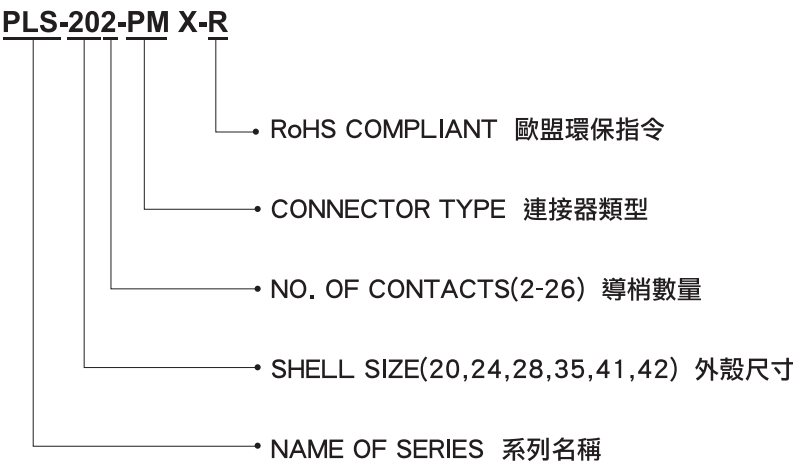 PLS-202-PM X-R
RoHS COMPLIANT 歐盟環保指令
CONNECTOR TYPE 連接器類型
NO. OF CONTACTS(2-26) 導梢數量
SHELL SIZE(20,24,28,35,41,42) 外殼尺寸
NAME OF SERIES 系列名稱